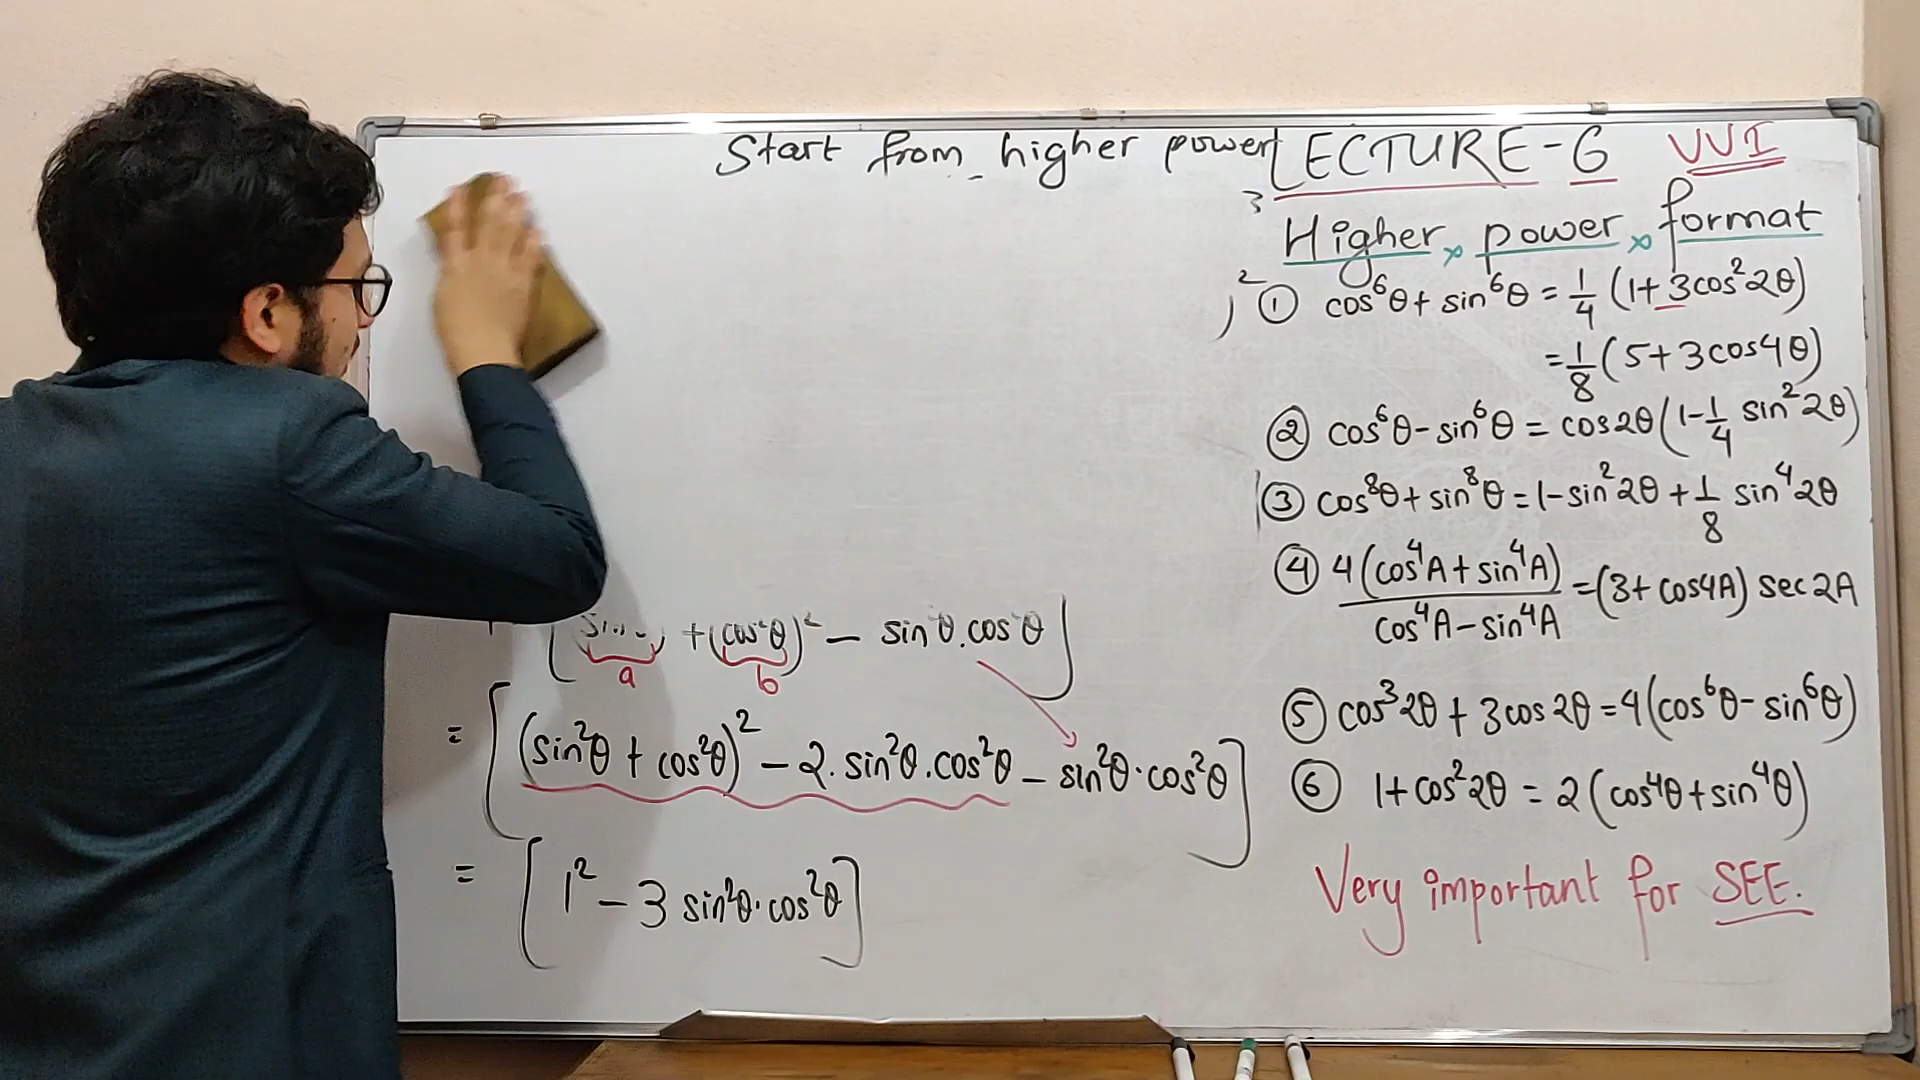 Start from higher power
LECTURE-6 VVI
3
Higher power format
2
① cos⁶θ + sin⁶θ = 1/4 (1+3cos²2θ)
= 1/8 (5+3cos4θ)
② cos⁶θ - sin⁶θ = cos2θ (1 - 1/4 sin²2θ)
③ cos⁸θ + sin⁸θ = 1 - sin²2θ + 1/8 sin⁴2θ
④ 4(cos⁴A + sin⁴A) / cos⁴A - sin⁴A = (3+cos4A) sec2A
⑤ cos³2θ + 3cos2θ = 4(cos⁶θ - sin⁶θ)
⑥ 1+cos²2θ = 2(cos⁴θ + sin⁴θ)
Very important for SEE.
+ (cos²θ)² - sin²θ.cos²θ]
a b
= [(sin²θ + cos²θ)² - 2.sin²θ.cos²θ - sin²θ.cos²θ]
= [1² - 3 sin²θ.cos²θ]